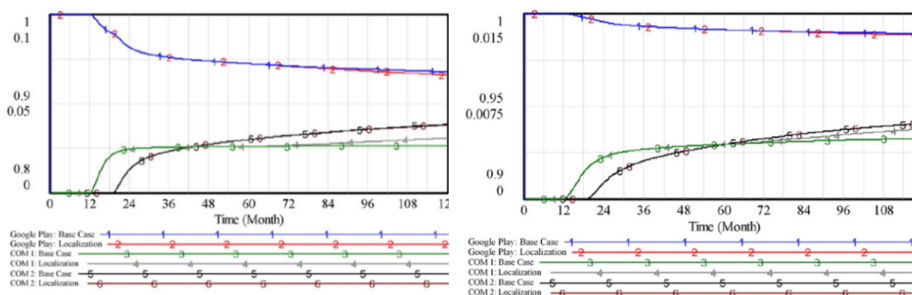 1
0.1
0.05
0.8
0
0 12 24 36 48 60 72 84 96 108 12
Time (Month)
Google Play: Base Case
Google Play: Localization
COM 1: Base Case
COM 1: Localization
COM 2: Base Case
COM 2: Localization
1
0.015
0.95
0.0075
0.9
0
0 12 24 36 48 60 72 84 96 108
Time (Month)
Google Play: Base Case
Google Play: Localization
COM 1: Base Case
COM 1: Localization
COM 2: Base Case
COM 2: Localization